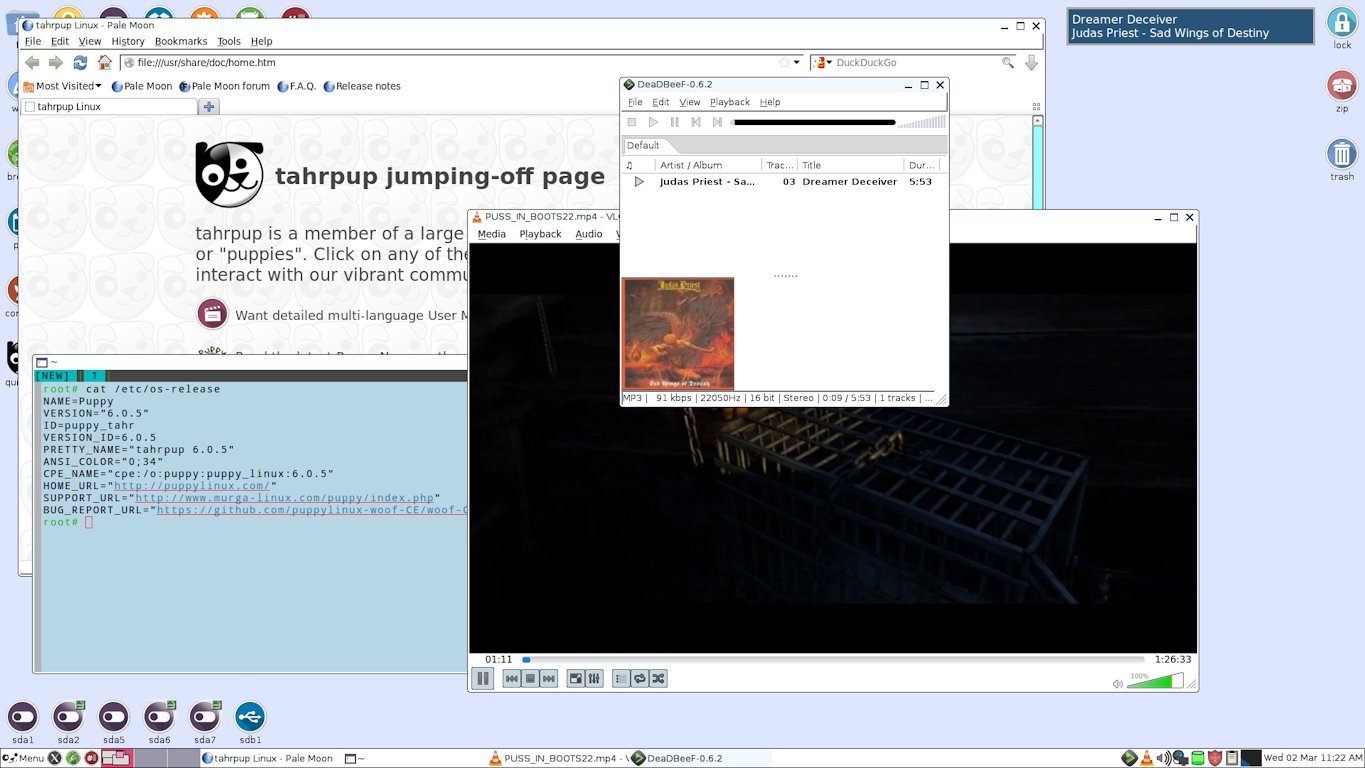 tahrpup Linux - Pale Moon
File Edit View History Bookmarks Tools Help
file:///usr/share/doc/home.htm
DuckDuckGo
Most Visited Pale Moon Pale Moon forum F.A.Q. Release notes
tahrpup Linux
tahrpup jumping-off page
tahrpup is a member of a large
or "puppies". Click on any of the
interact with our vibrant commu
Want detailed multi-language User M
Dreamer Deceiver
Judas Priest - Sad Wings of Destiny
lock
zip
trash
DeaDBeeF-0.6.2
File Edit View Playback Help
Default
Artist / Album Trac... Title Dur...
Judas Priest - Sa... 03 Dreamer Deceiver 5:53
Judas Priest
Sad Wings of Destiny
MP3 | 91 kbps | 22050Hz | 16 bit | Stereo | 0:09 / 5:53 | 1 tracks | ...
PUSS_IN_BOOTS22.mp4 - VL
Media Playback Audio
01:11 1:26:33
100%
~
[NEW] 1
root# cat /etc/os-release
NAME=Puppy
VERSION="6.0.5"
ID=puppy_tahr
VERSION_ID=6.0.5
PRETTY_NAME="tahrpup 6.0.5"
ANSI_COLOR="0;34"
CPE_NAME="cpe:/o:puppy:puppy_linux:6.0.5"
HOME_URL="http://puppylinux.com/"
SUPPORT_URL="http://www.murga-linux.com/puppy/index.php"
BUG_REPORT_URL="https://github.com/puppylinux-woof-CE/woof-C
root#
sda1 sda2 sda5 sda6 sda7 sdb1
Menu tahrpup Linux - Pale Moon ~ PUSS_IN_BOOTS22.mp4 - V DeaDBeeF-0.6.2 Wed 02 Mar 11:22 AM